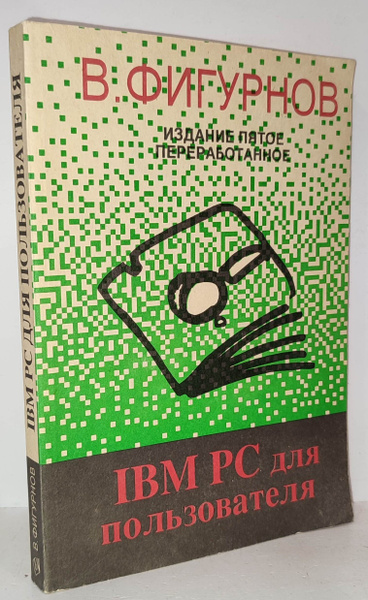 В. ФИГУРНОВ
ИЗДАНИЕ ПЯТОЕ
ПЕРЕРАБОТАННОЕ
IBM PC для
пользователя
IBM PC ДЛЯ ПОЛЬЗОВАТЕЛЯ
В. ФИГУРНОВ